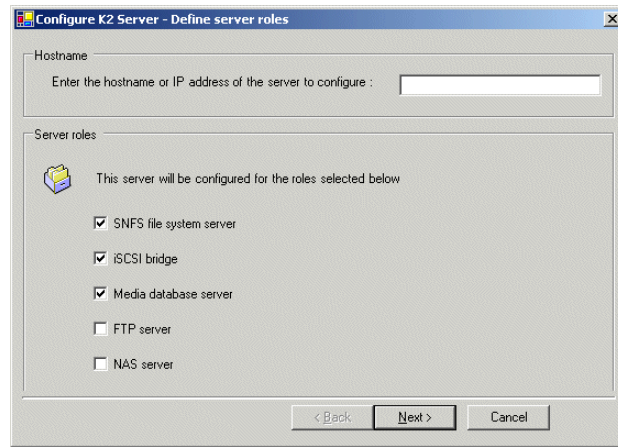 Configure K2 Server - Define server roles
Hostname
Enter the hostname or IP address of the server to configure :
Server roles
This server will be configured for the roles selected below
SNFS file system server
iSCSI bridge
Media database server
FTP server
NAS server
< Back
Next >
Cancel